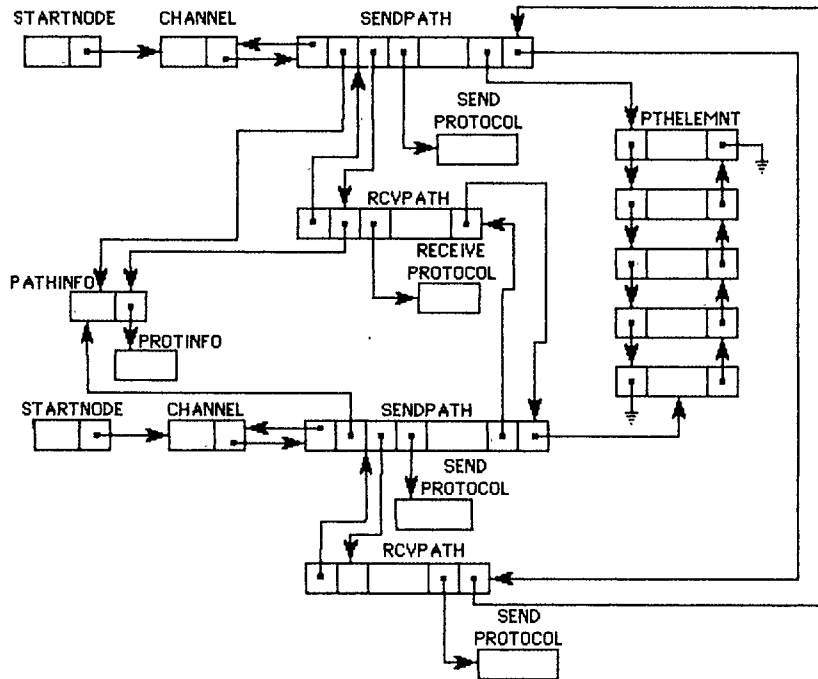 STARTNODE
CHANNEL
SENDPATH
SEND
PROTOCOL
PTHELEMNT
RCVPATH
RECEIVE
PROTOCOL
PATHINFO
PROTINFO
STARTNODE
CHANNEL
SENDPATH
SEND
PROTOCOL
RCVPATH
SEND
PROTOCOL